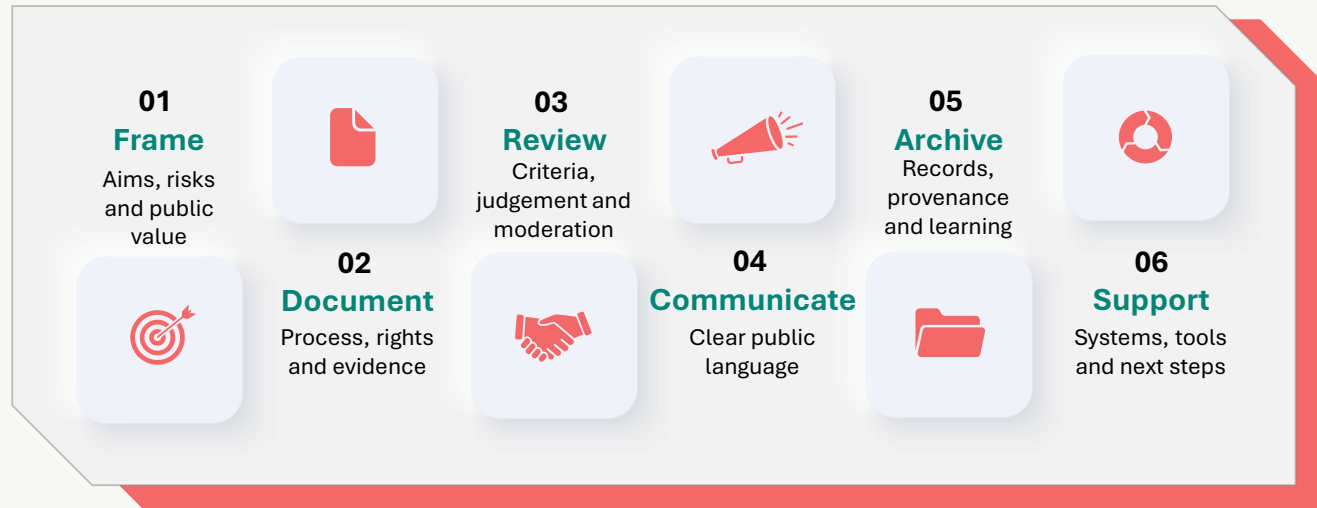 01
Frame
Aims, risks
and public
value
02
Document
Process, rights
and evidence
03
Review
Criteria,
judgement and
moderation
04
Communicate
Clear public
language
05
Archive
Records,
provenance
and learning
06
Support
Systems, tools
and next steps